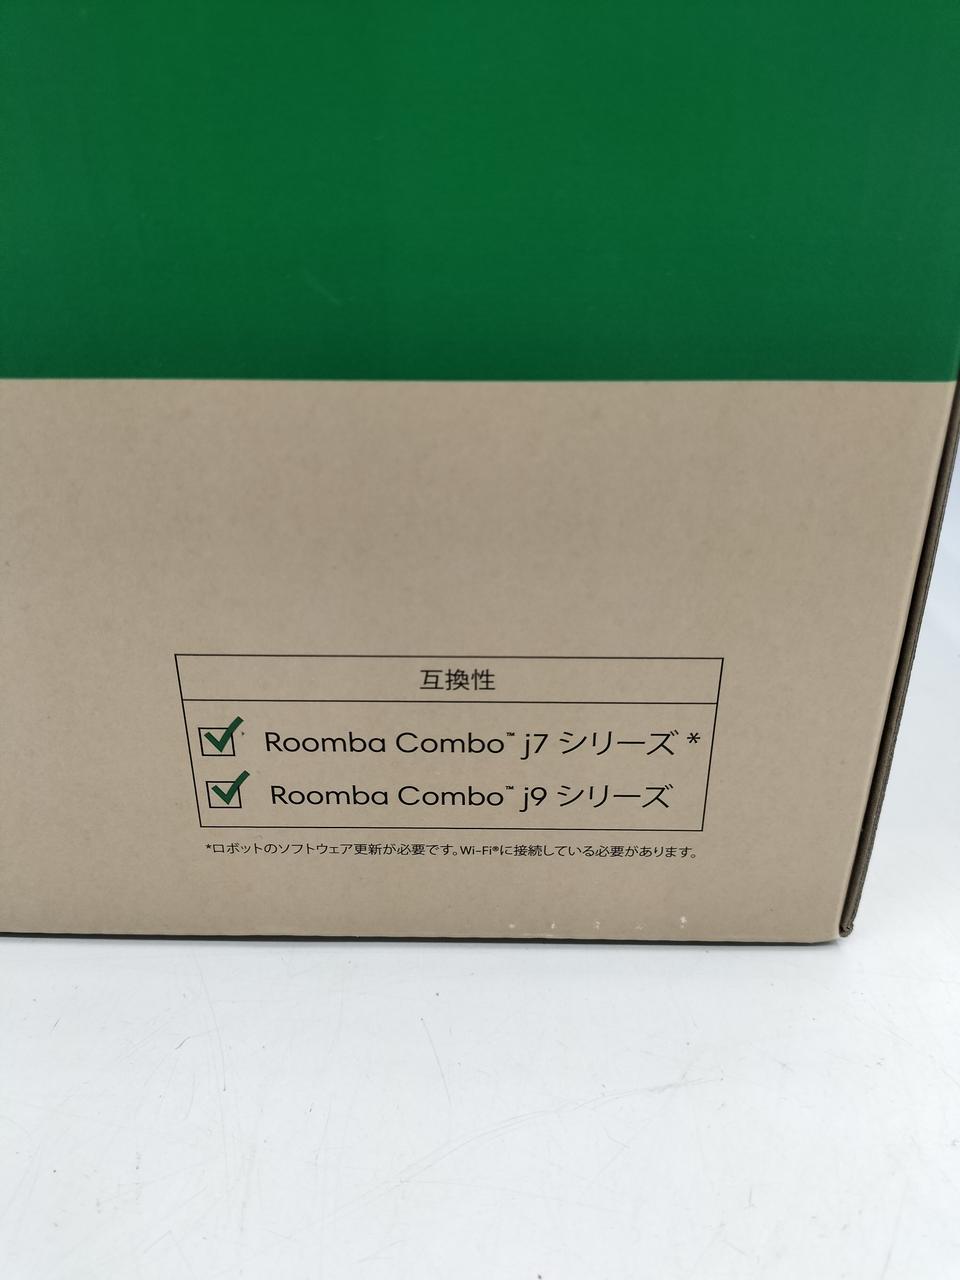 互換性
Roomba Combo™ j7 シリーズ *
Roomba Combo™ j9 シリーズ
*ロボットのソフトウェア更新が必要です。Wi-Fi®に接続している必要があります。